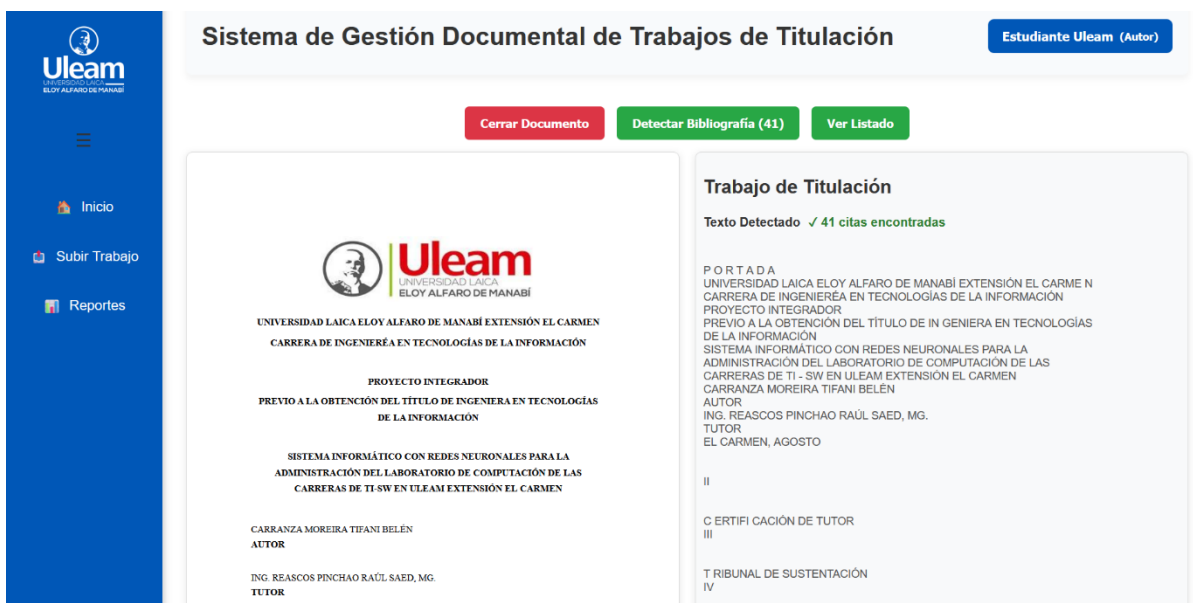 Uleam
UNIVERSIDAD LAICA
ELOY ALFARO DE MANABÍ
☰
Inicio
Subir Trabajo
Reportes
Sistema de Gestión Documental de Trabajos de Titulación
Estudiante Uleam (Autor)
Cerrar Documento
Detectar Bibliografía (41)
Ver Listado
Uleam
UNIVERSIDAD LAICA
ELOY ALFARO DE MANABÍ
UNIVERSIDAD LAICA ELOY ALFARO DE MANABÍ EXTENSIÓN EL CARMEN
CARRERA DE INGENIERÉA EN TECNOLOGÍAS DE LA INFORMACIÓN
PROYECTO INTEGRADOR
PREVIO A LA OBTENCIÓN DEL TÍTULO DE INGENIERA EN TECNOLOGÍAS
DE LA INFORMACIÓN
SISTEMA INFORMÁTICO CON REDES NEURONALES PARA LA
ADMINISTRACIÓN DEL LABORATORIO DE COMPUTACIÓN DE LAS
CARRERAS DE TI-SW EN ULEAM EXTENSIÓN EL CARMEN
CARRANZA MOREIRA TIFANI BELÉN
AUTOR
ING. REASCOS PINCHAO RAÚL SAED, MG.
TUTOR
Trabajo de Titulación
Texto Detectado ✓ 41 citas encontradas
P O R T A D A
UNIVERSIDAD LAICA ELOY ALFARO DE MANABÍ EXTENSIÓN EL CARME N
CARRERA DE INGENIERÉA EN TECNOLOGÍAS DE LA INFORMACIÓN
PROYECTO INTEGRADOR
PREVIO A LA OBTENCIÓN DEL TÍTULO DE IN GENIERA EN TECNOLOGÍAS
DE LA INFORMACIÓN
SISTEMA INFORMÁTICO CON REDES NEURONALES PARA LA
ADMINISTRACIÓN DEL LABORATORIO DE COMPUTACIÓN DE LAS
CARRERAS DE TI - SW EN ULEAM EXTENSIÓN EL CARMEN
CARRANZA MOREIRA TIFANI BELÉN
AUTOR
ING. REASCOS PINCHAO RAÚL SAED, MG.
TUTOR
EL CARMEN, AGOSTO
II
C ERTIFI CACIÓN DE TUTOR
III
T RIBUNAL DE SUSTENTACIÓN
IV